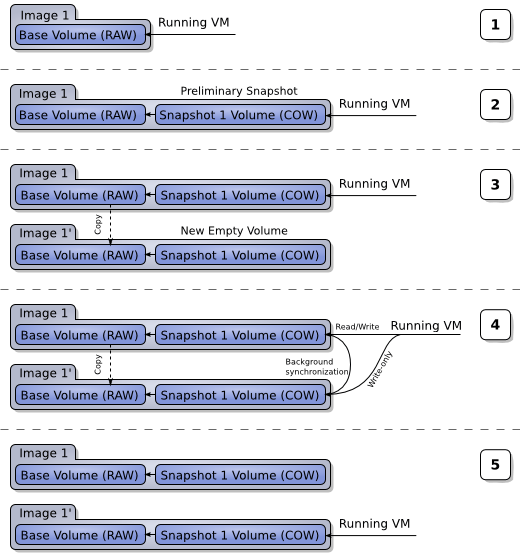 Image 1
Running VM
Base Volume (RAW)
1
Image 1
Preliminary Snapshot
Running VM
Base Volume (RAW)
Snapshot 1 Volume (COW)
2
Image 1
Running VM
Base Volume (RAW)
Snapshot 1 Volume (COW)
3
Copy
Image 1'
New Empty Volume
Base Volume (RAW)
Snapshot 1 Volume (COW)
Image 1
Base Volume (RAW)
Snapshot 1 Volume (COW)
Read/Write
Running VM
4
Copy
Background
synchronization
Write-only
Image 1'
Base Volume (RAW)
Snapshot 1 Volume (COW)
Image 1
Base Volume (RAW)
Snapshot 1 Volume (COW)
5
Image 1'
Running VM
Base Volume (RAW)
Snapshot 1 Volume (COW)